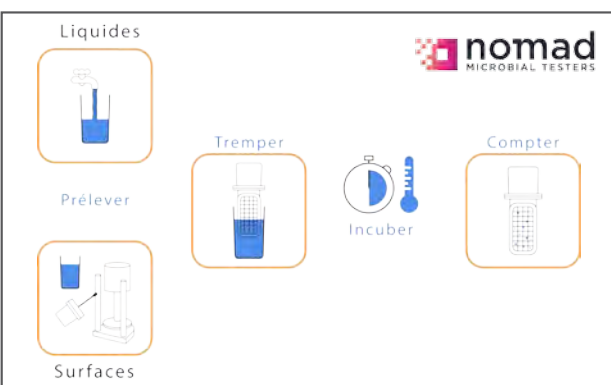 Liquides
nomad
MICROBIAL TESTERS
Tremper
Compter
Prélever
Incuber
Surfaces